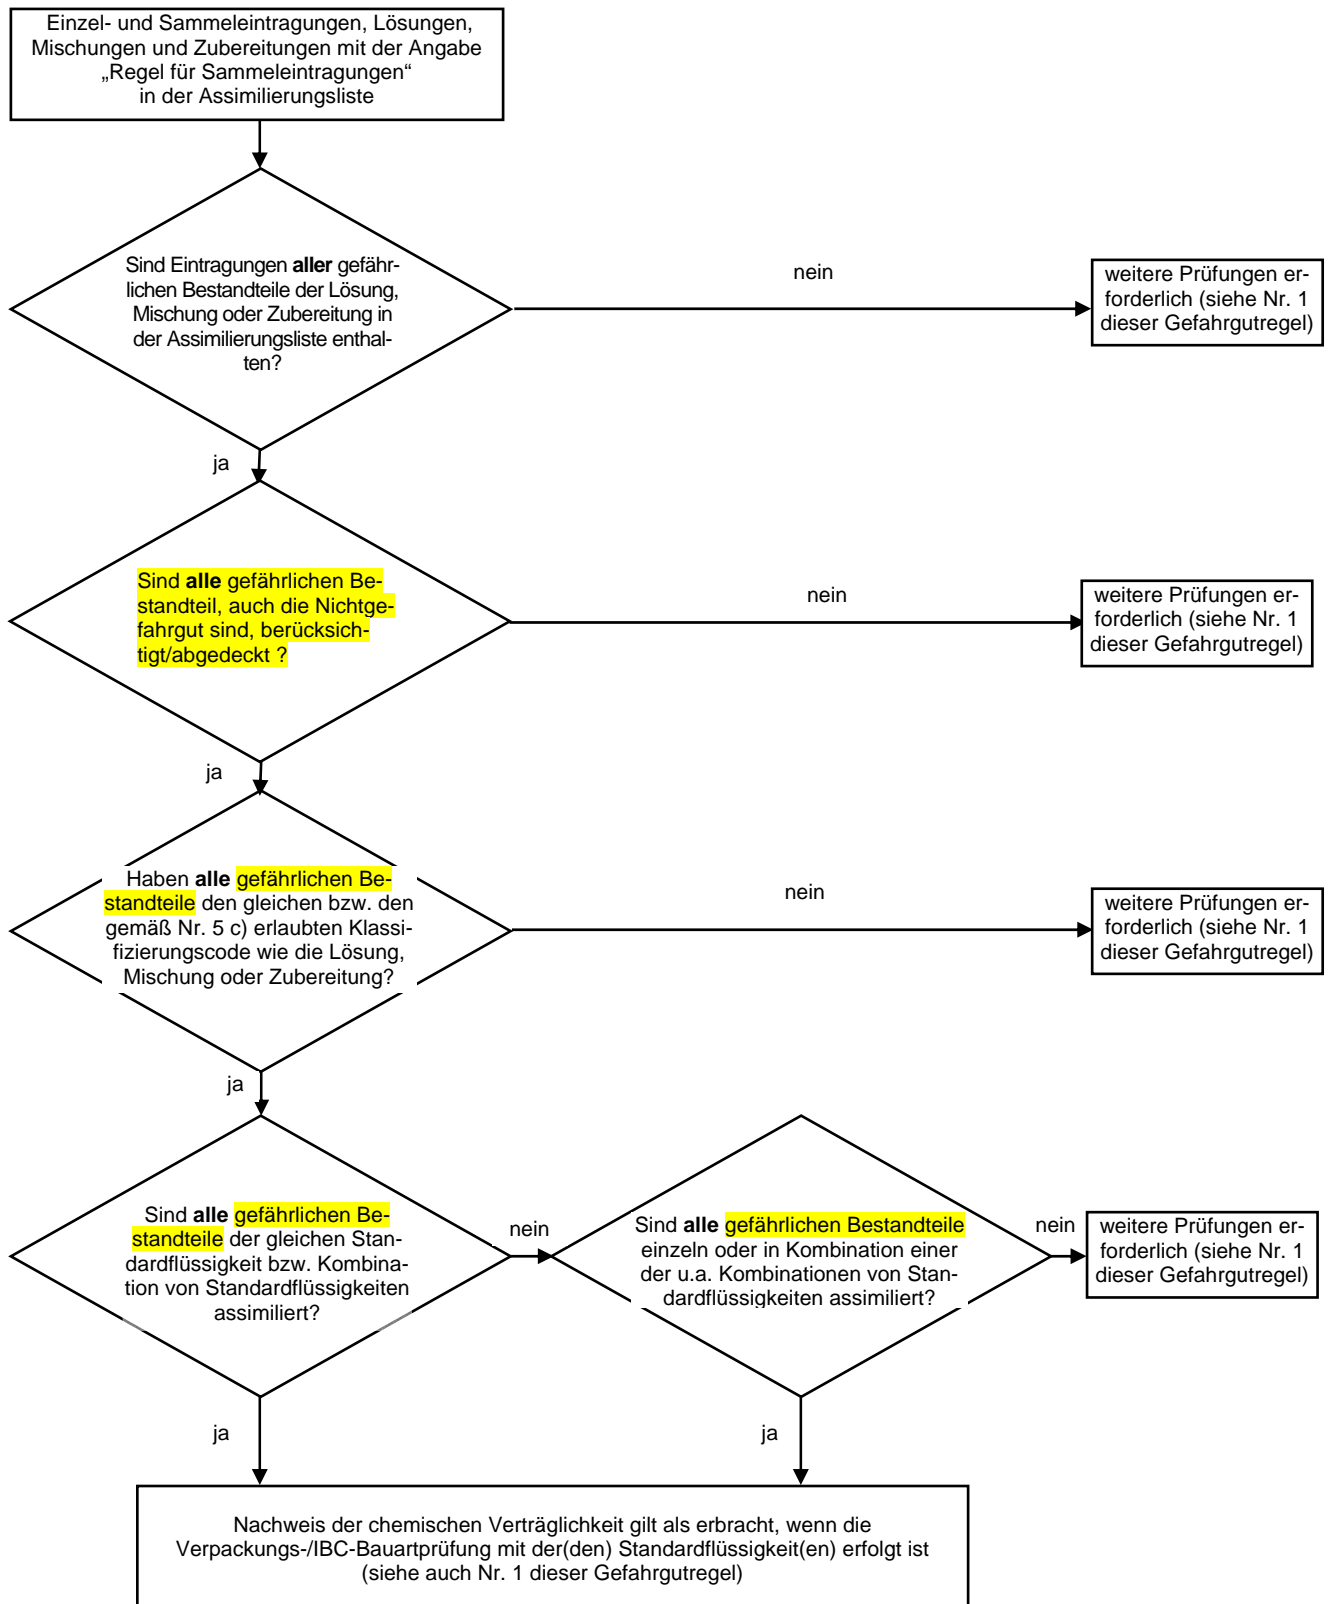 Einzel- und Sammeleintragungen, Lösungen,
Mischungen und Zubereitungen mit der Angabe
„Regel für Sammeleintragungen“
in der Assimilierungsliste
Sind Eintragungen aller gefähr-
lichen Bestandteile der Lösung,
Mischung oder Zubereitung in
der Assimilierungsliste enthal-
ten?
nein
weitere Prüfungen er-
forderlich (siehe Nr. 1
dieser Gefahrgutregel)
ja
Sind alle gefährlichen Be-
standteil, auch die Nichtge-
fahrgut sind, berücksich-
tigt/abgedeckt ?
nein
weitere Prüfungen er-
forderlich (siehe Nr. 1
dieser Gefahrgutregel)
ja
Haben alle gefährlichen Be-
standteile den gleichen bzw. den
gemäß Nr. 5 c) erlaubten Klassi-
fizierungscode wie die Lösung,
Mischung oder Zubereitung?
nein
weitere Prüfungen er-
forderlich (siehe Nr. 1
dieser Gefahrgutregel)
ja
Sind alle gefährlichen Be-
standteile der gleichen Stan-
dardflüssigkeit bzw. Kombina-
tion von Standardflüssigkeiten
assimiliert?
nein
Sind alle gefährlichen Bestandteile
einzeln oder in Kombination einer
der u.a. Kombinationen von Stan-
dardflüssigkeiten assimiliert?
nein
weitere Prüfungen er-
forderlich (siehe Nr. 1
dieser Gefahrgutregel)
ja
ja
Nachweis der chemischen Verträglichkeit gilt als erbracht, wenn die
Verpackungs-/IBC-Bauartprüfung mit der(den) Standardflüssigkeit(en) erfolgt ist
(siehe auch Nr. 1 dieser Gefahrgutregel)